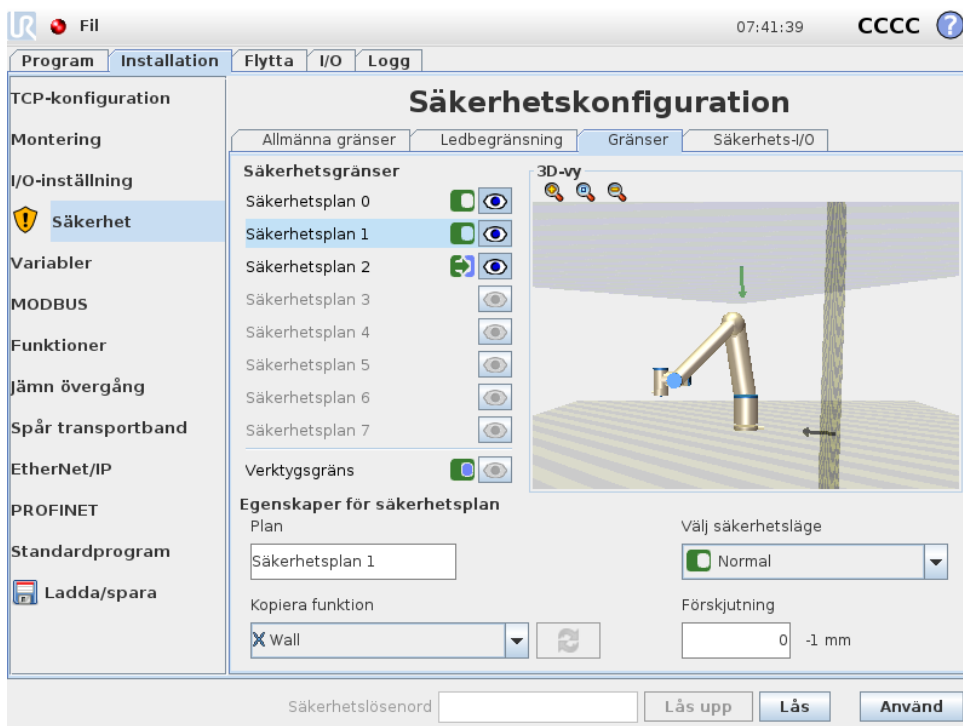 UR Fil 07:41:39 CCCC ?
Program Installation Flytta I/O Logg
TCP-konfiguration
Montering
I/O-inställning
Säkerhet
Variabler
MODBUS
Funktioner
Jämn övergång
Spår transportband
EtherNet/IP
PROFINET
Standardprogram
Ladda/spara
Säkerhetskonfiguration
Allmänna gränser Ledbegränsning Gränser Säkerhets-I/O
Säkerhetsgränser
Säkerhetsplan 0
Säkerhetsplan 1
Säkerhetsplan 2
Säkerhetsplan 3
Säkerhetsplan 4
Säkerhetsplan 5
Säkerhetsplan 6
Säkerhetsplan 7
Verktygsgräns
3D-vy
Egenskaper för säkerhetsplan
Plan
Säkerhetsplan 1
Välj säkerhetsläge
Normal
Kopiera funktion
Wall
Förskjutning
0 -1 mm
Säkerhetslösenord Lås upp Lås Använd